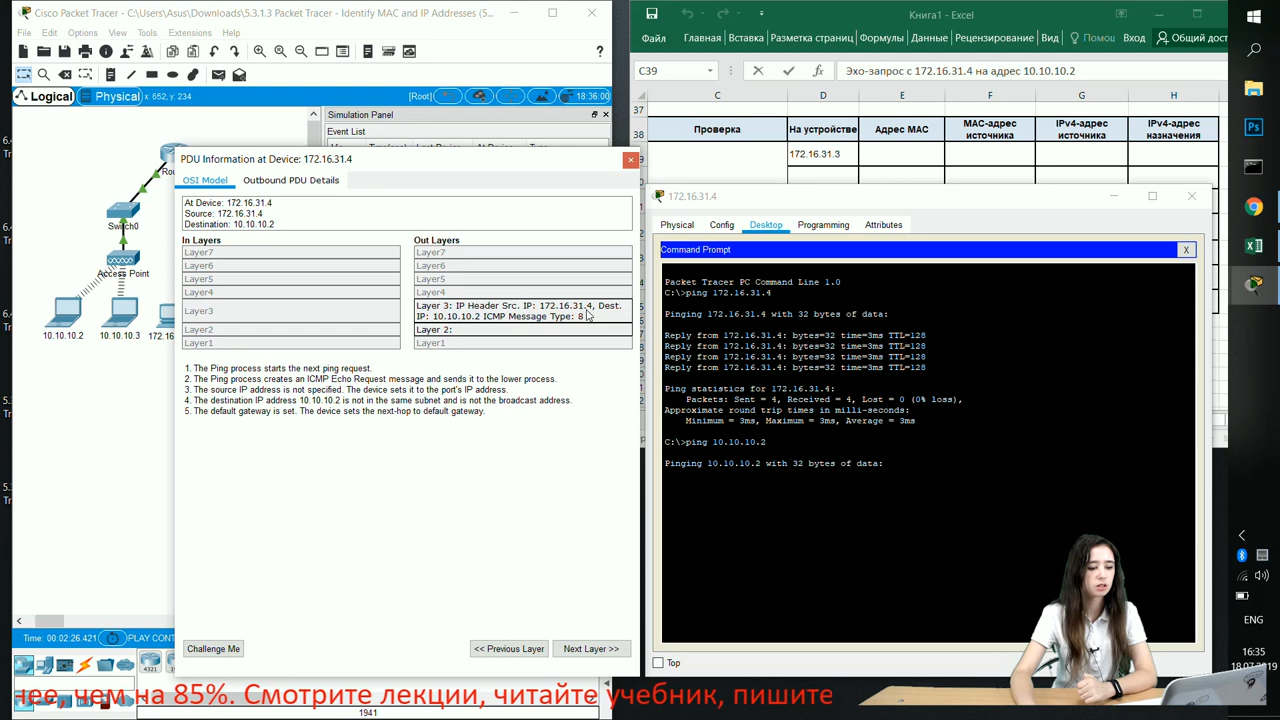 Cisco Packet Tracer - C:\Users\Asus\Downloads\5.3.1.3 Packet Tracer - Identify MAC and IP Addresses (5...
File Edit Options View Tools Extensions Help
?
Logical Physical x: 652, y: 234 [Root] 18:36:00
Simulation Panel
Event List
6.4
Tr
Switch0
Access Point
10.10.10.2 10.10.10.3 172.16
PDU Information at Device: 172.16.31.4
OSI Model Outbound PDU Details
At Device: 172.16.31.4
Source: 172.16.31.4
Destination: 10.10.10.2
In Layers Out Layers
Layer7 Layer7
Layer6 Layer6
Layer5 Layer5
Layer4 Layer4
Layer3 Layer 3: IP Header Src. IP: 172.16.31.4, Dest. IP: 10.10.10.2 ICMP Message Type: 8
Layer2 Layer 2:
Layer1 Layer1
1. The Ping process starts the next ping request.
2. The Ping process creates an ICMP Echo Request message and sends it to the lower process.
3. The source IP address is not specified. The device sets it to the port's IP address.
4. The destination IP address 10.10.10.2 is not in the same subnet and is not the broadcast address.
5. The default gateway is set. The device sets the next-hop to default gateway.
Challenge Me << Previous Layer Next Layer >>
Time: 00:02:26.421 PLAY CONT
4321
1941
Книга1 - Excel
Файл Главная Вставка Разметка страниц Формулы Данные Рецензирование Вид Помощ Вход Общий дост
C39 fx Эхо-запрос с 172.16.31.4 на адрес 10.10.10.2
C D E F G H
37
38 Проверка На устройстве Адрес MAC MAC-адрес источника IPv4-адрес источника IPv4-адрес назначения
172.16.31.3
172.16.31.4
Physical Config Desktop Programming Attributes
Command Prompt X
Packet Tracer PC Command Line 1.0
C:\>ping 172.16.31.4
Pinging 172.16.31.4 with 32 bytes of data:
Reply from 172.16.31.4: bytes=32 time=3ms TTL=128
Reply from 172.16.31.4: bytes=32 time=3ms TTL=128
Reply from 172.16.31.4: bytes=32 time=3ms TTL=128
Reply from 172.16.31.4: bytes=32 time=3ms TTL=128
Ping statistics for 172.16.31.4:
Packets: Sent = 4, Received = 4, Lost = 0 (0% loss),
Approximate round trip times in milli-seconds:
Minimum = 3ms, Maximum = 3ms, Average = 3ms
C:\>ping 10.10.10.2
Pinging 10.10.10.2 with 32 bytes of data:
Top
Ps
ENG
16:35
18.07.2019
нее, чем на 85%. Смотрите лекции, читайте учебник, пишите